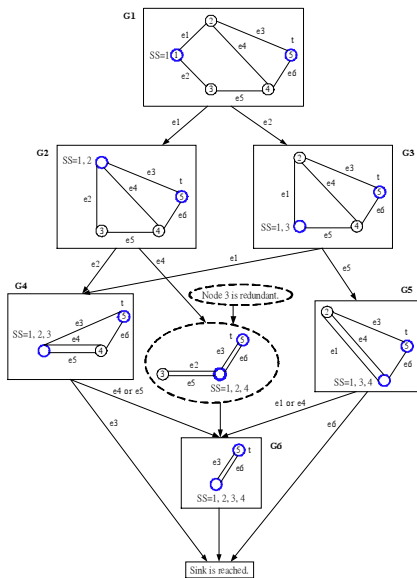 G1
2
e1
e3
t
SS=1
1
e4
5
e2
e6
3
4
e5
e1
e2
G2
SS=1, 2
e3
t
5
e2
e4
e6
3
4
e5
G3
2
e3
t
5
e1
e4
e6
SS=1, 3
4
e5
e2
e4
e1
e5
Node 3 is redundant.
G4
t
5
e3
SS=1, 2, 3
e4
e6
e5
4
t
5
e2
e3
e6
3
e5
SS=1, 2, 4
G5
2
e3
t
5
e4
e1
e6
SS=1, 3, 4
e4 or e5
e1 or e4
e3
e6
G6
5
t
e3
e6
SS=1, 2, 3, 4
Sink is reached.